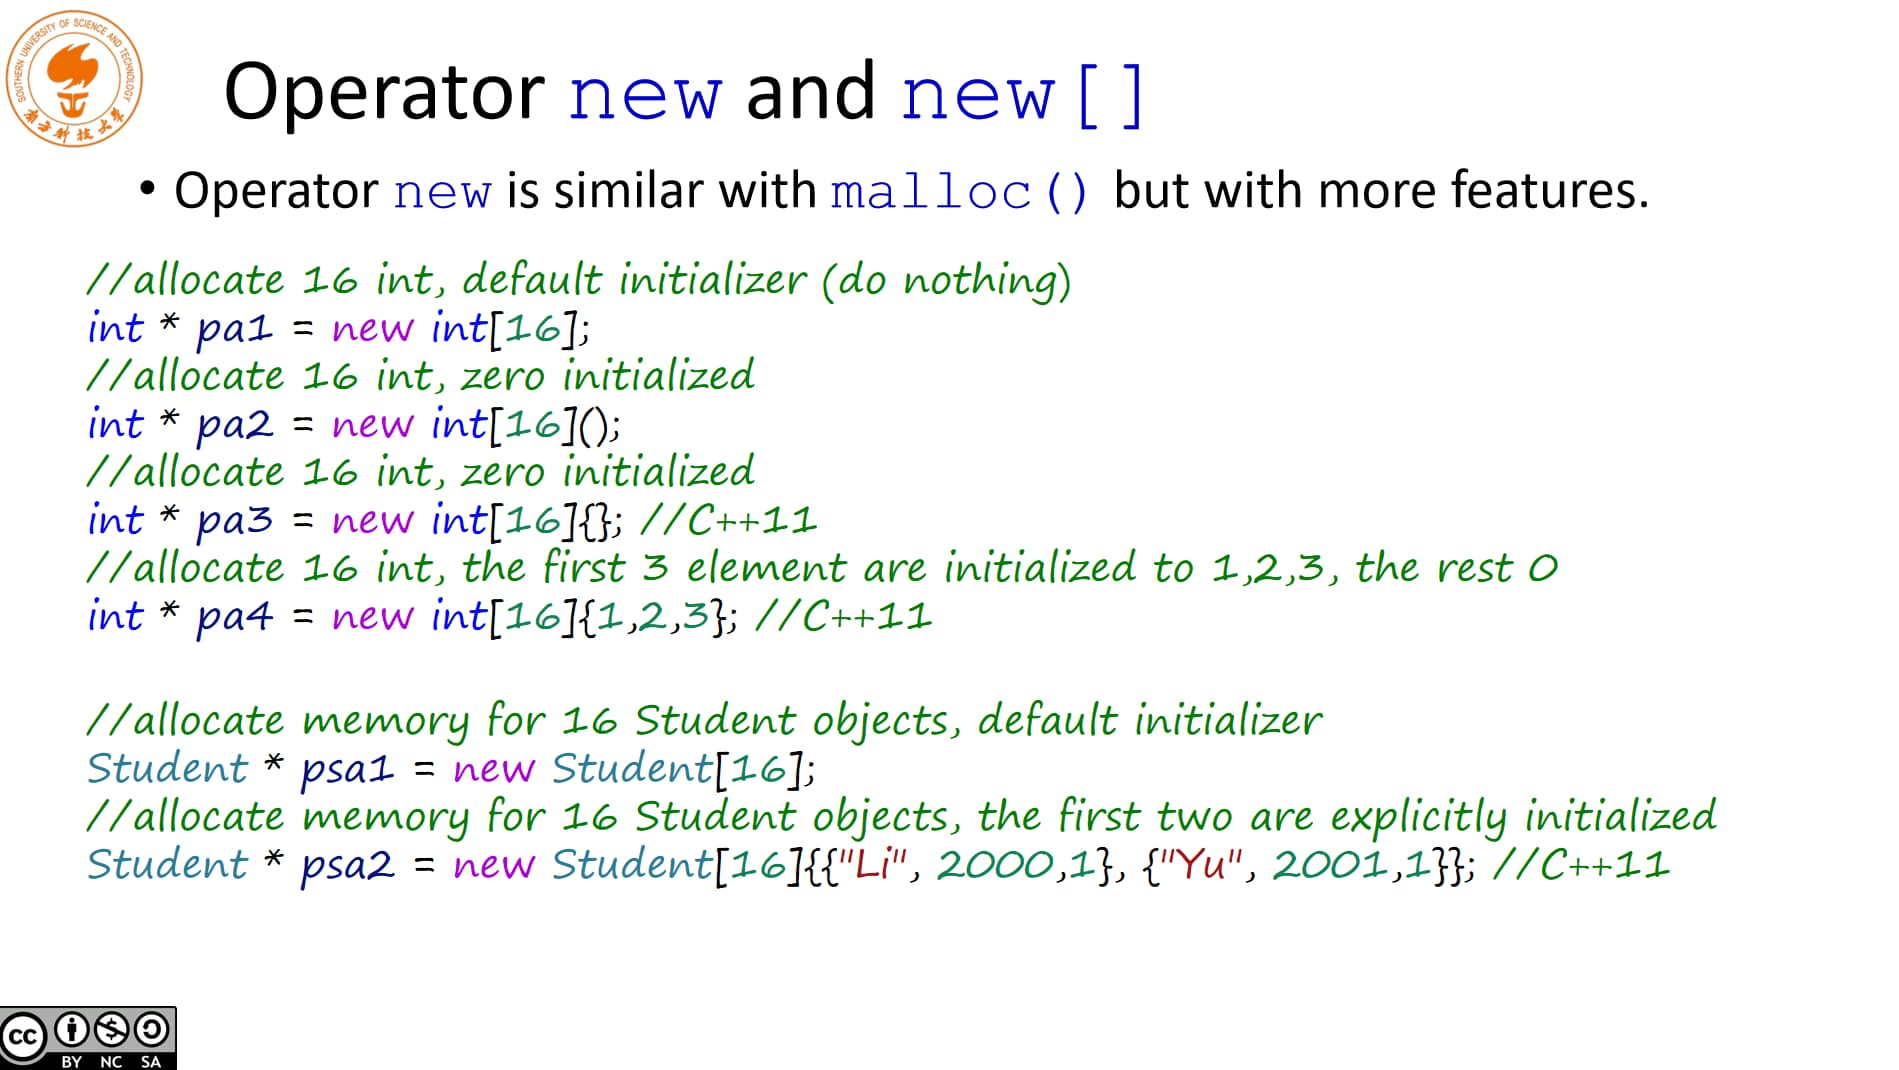 SOUTHERN UNIVERSITY OF SCIENCE AND TECHNOLOGY
南方科技大学
Operator new and new[]
• Operator new is similar with malloc() but with more features.
//allocate 16 int, default initializer (do nothing)
int * pa1 = new int[16];
//allocate 16 int, zero initialized
int * pa2 = new int[16]();
//allocate 16 int, zero initialized
int * pa3 = new int[16]{}; //C++11
//allocate 16 int, the first 3 element are initialized to 1,2,3, the rest 0
int * pa4 = new int[16]{1,2,3}; //C++11
//allocate memory for 16 Student objects, default initializer
Student * psa1 = new Student[16];
//allocate memory for 16 Student objects, the first two are explicitly initialized
Student * psa2 = new Student[16]{{"Li", 2000,1}, {"Yu", 2001,1}}; //C++11
cc
BY NC SA